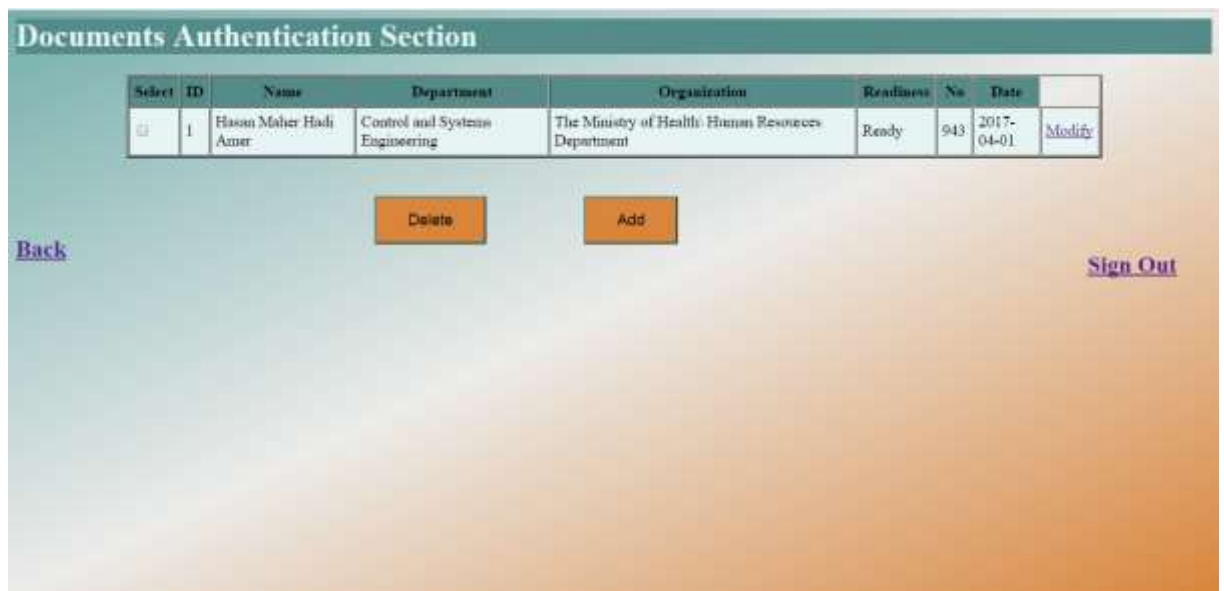 Documents Authentication Section
Select ID Name Department Organization Readiness No Date
1 Hasan Maher Hadi Control and Systems The Ministry of Health- Human Resources Ready 943 2017-
Amer Engineering Department 04-01 Modify
Delete Add
Back
Sign Out